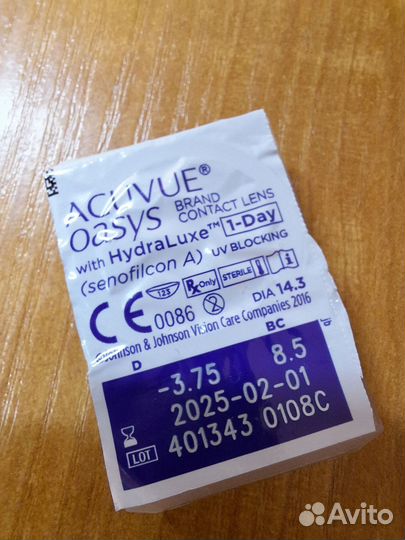 ACUVUE®
OASYS BRAND CONTACT LENS
with HydraLuxe™ 1-Day
(senofilcon A) UV BLOCKING
123 Rx Only STERILE
CE 0086 2 DIA 14.3
Johnson & Johnson Vision Care Companies 2016
D BC
-3.75 8.5
2025-02-01
LOT 401343 0108C
Avito